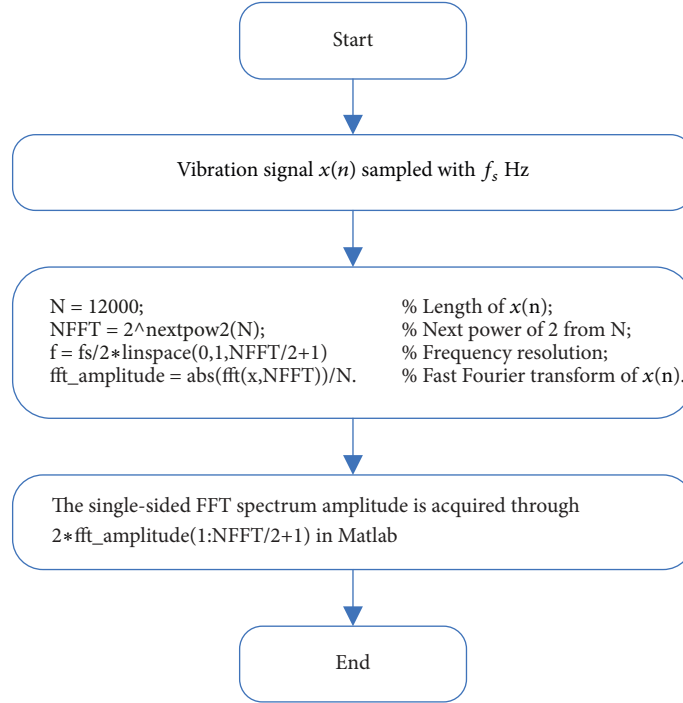 Start
Vibration signal x(n) sampled with fs Hz
N = 12000; % Length of x(n);
NFFT = 2^nextpow2(N); % Next power of 2 from N;
f = fs/2*linspace(0,1,NFFT/2+1) % Frequency resolution;
fft_amplitude = abs(fft(x,NFFT))/N. % Fast Fourier transform of x(n).
The single-sided FFT spectrum amplitude is acquired through
2*fft_amplitude(1:NFFT/2+1) in Matlab
End